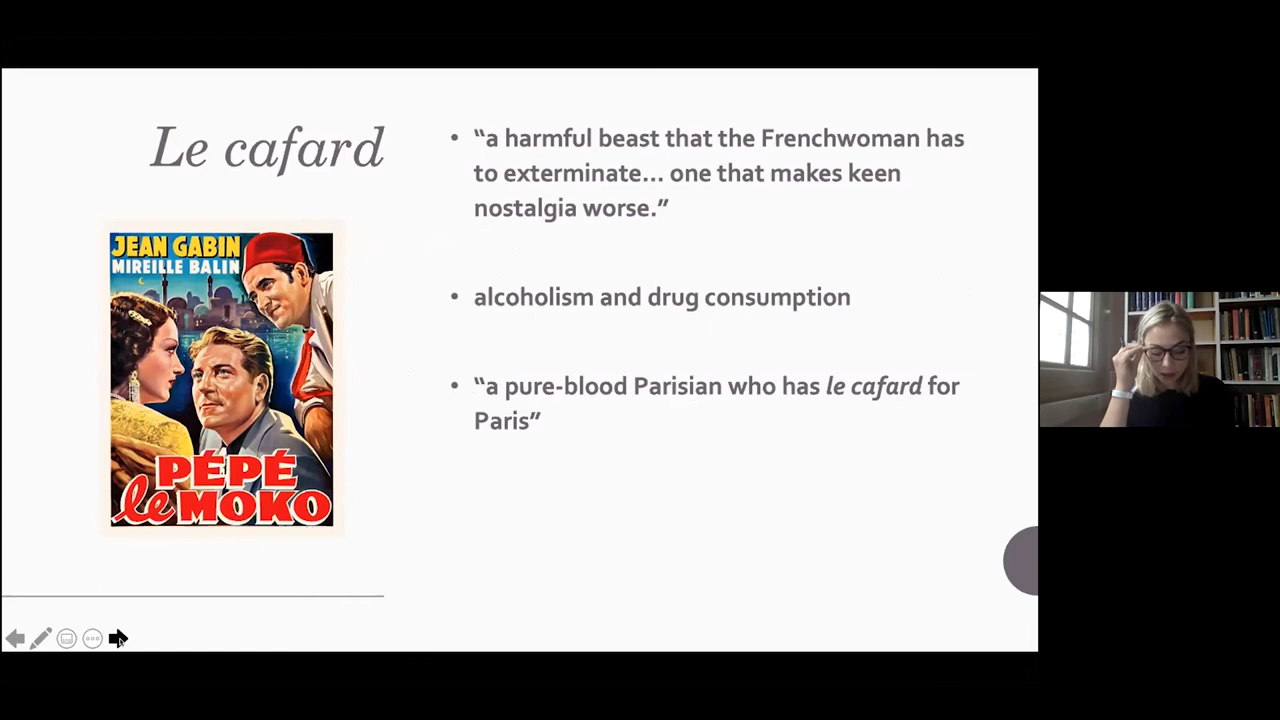 Le cafard
JEAN GABIN
MIREILLE BALIN
PÉPÉ
le MOKO
• “a harmful beast that the Frenchwoman has
to exterminate... one that makes keen
nostalgia worse.”
• alcoholism and drug consumption
• “a pure-blood Parisian who has le cafard for
Paris”